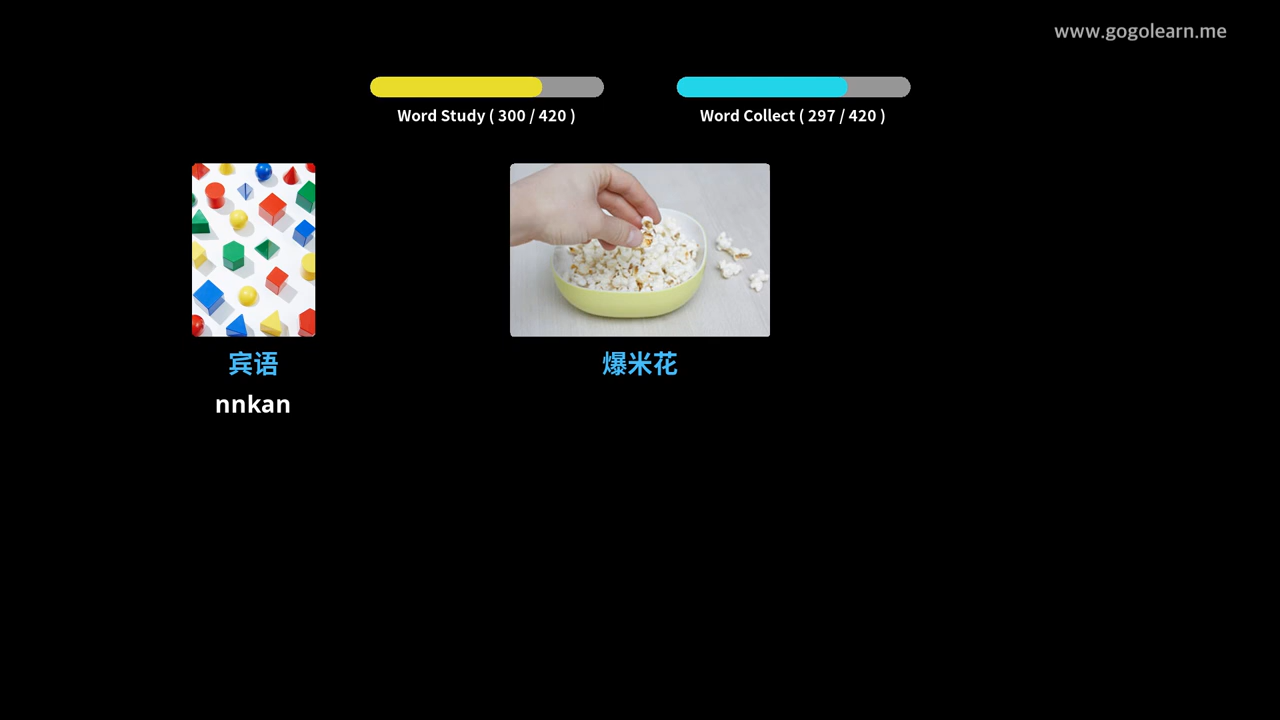 www.gogolearn.me
Word Study ( 300 / 420 )
Word Collect ( 297 / 420 )
宾语
爆米花
nnkan